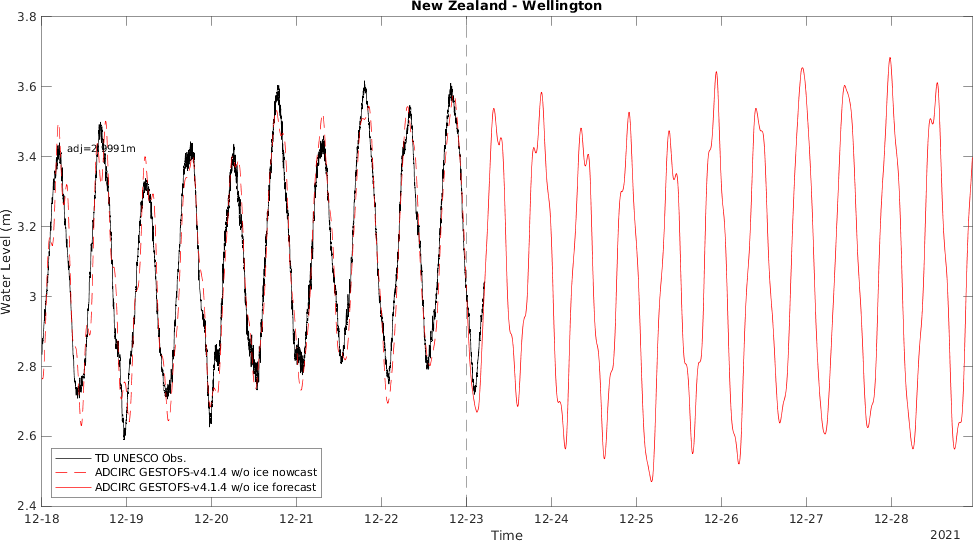 New Zealand - Wellington
3.8
3.6
3.4
3.2
3
2.8
2.6
2.4
Water Level (m)
adj=2.9991m
TD UNESCO Obs.
ADCIRC GESTOFS-v4.1.4 w/o ice nowcast
ADCIRC GESTOFS-v4.1.4 w/o ice forecast
12-18 12-19 12-20 12-21 12-22 12-23 12-24 12-25 12-26 12-27 12-28
Time
2021